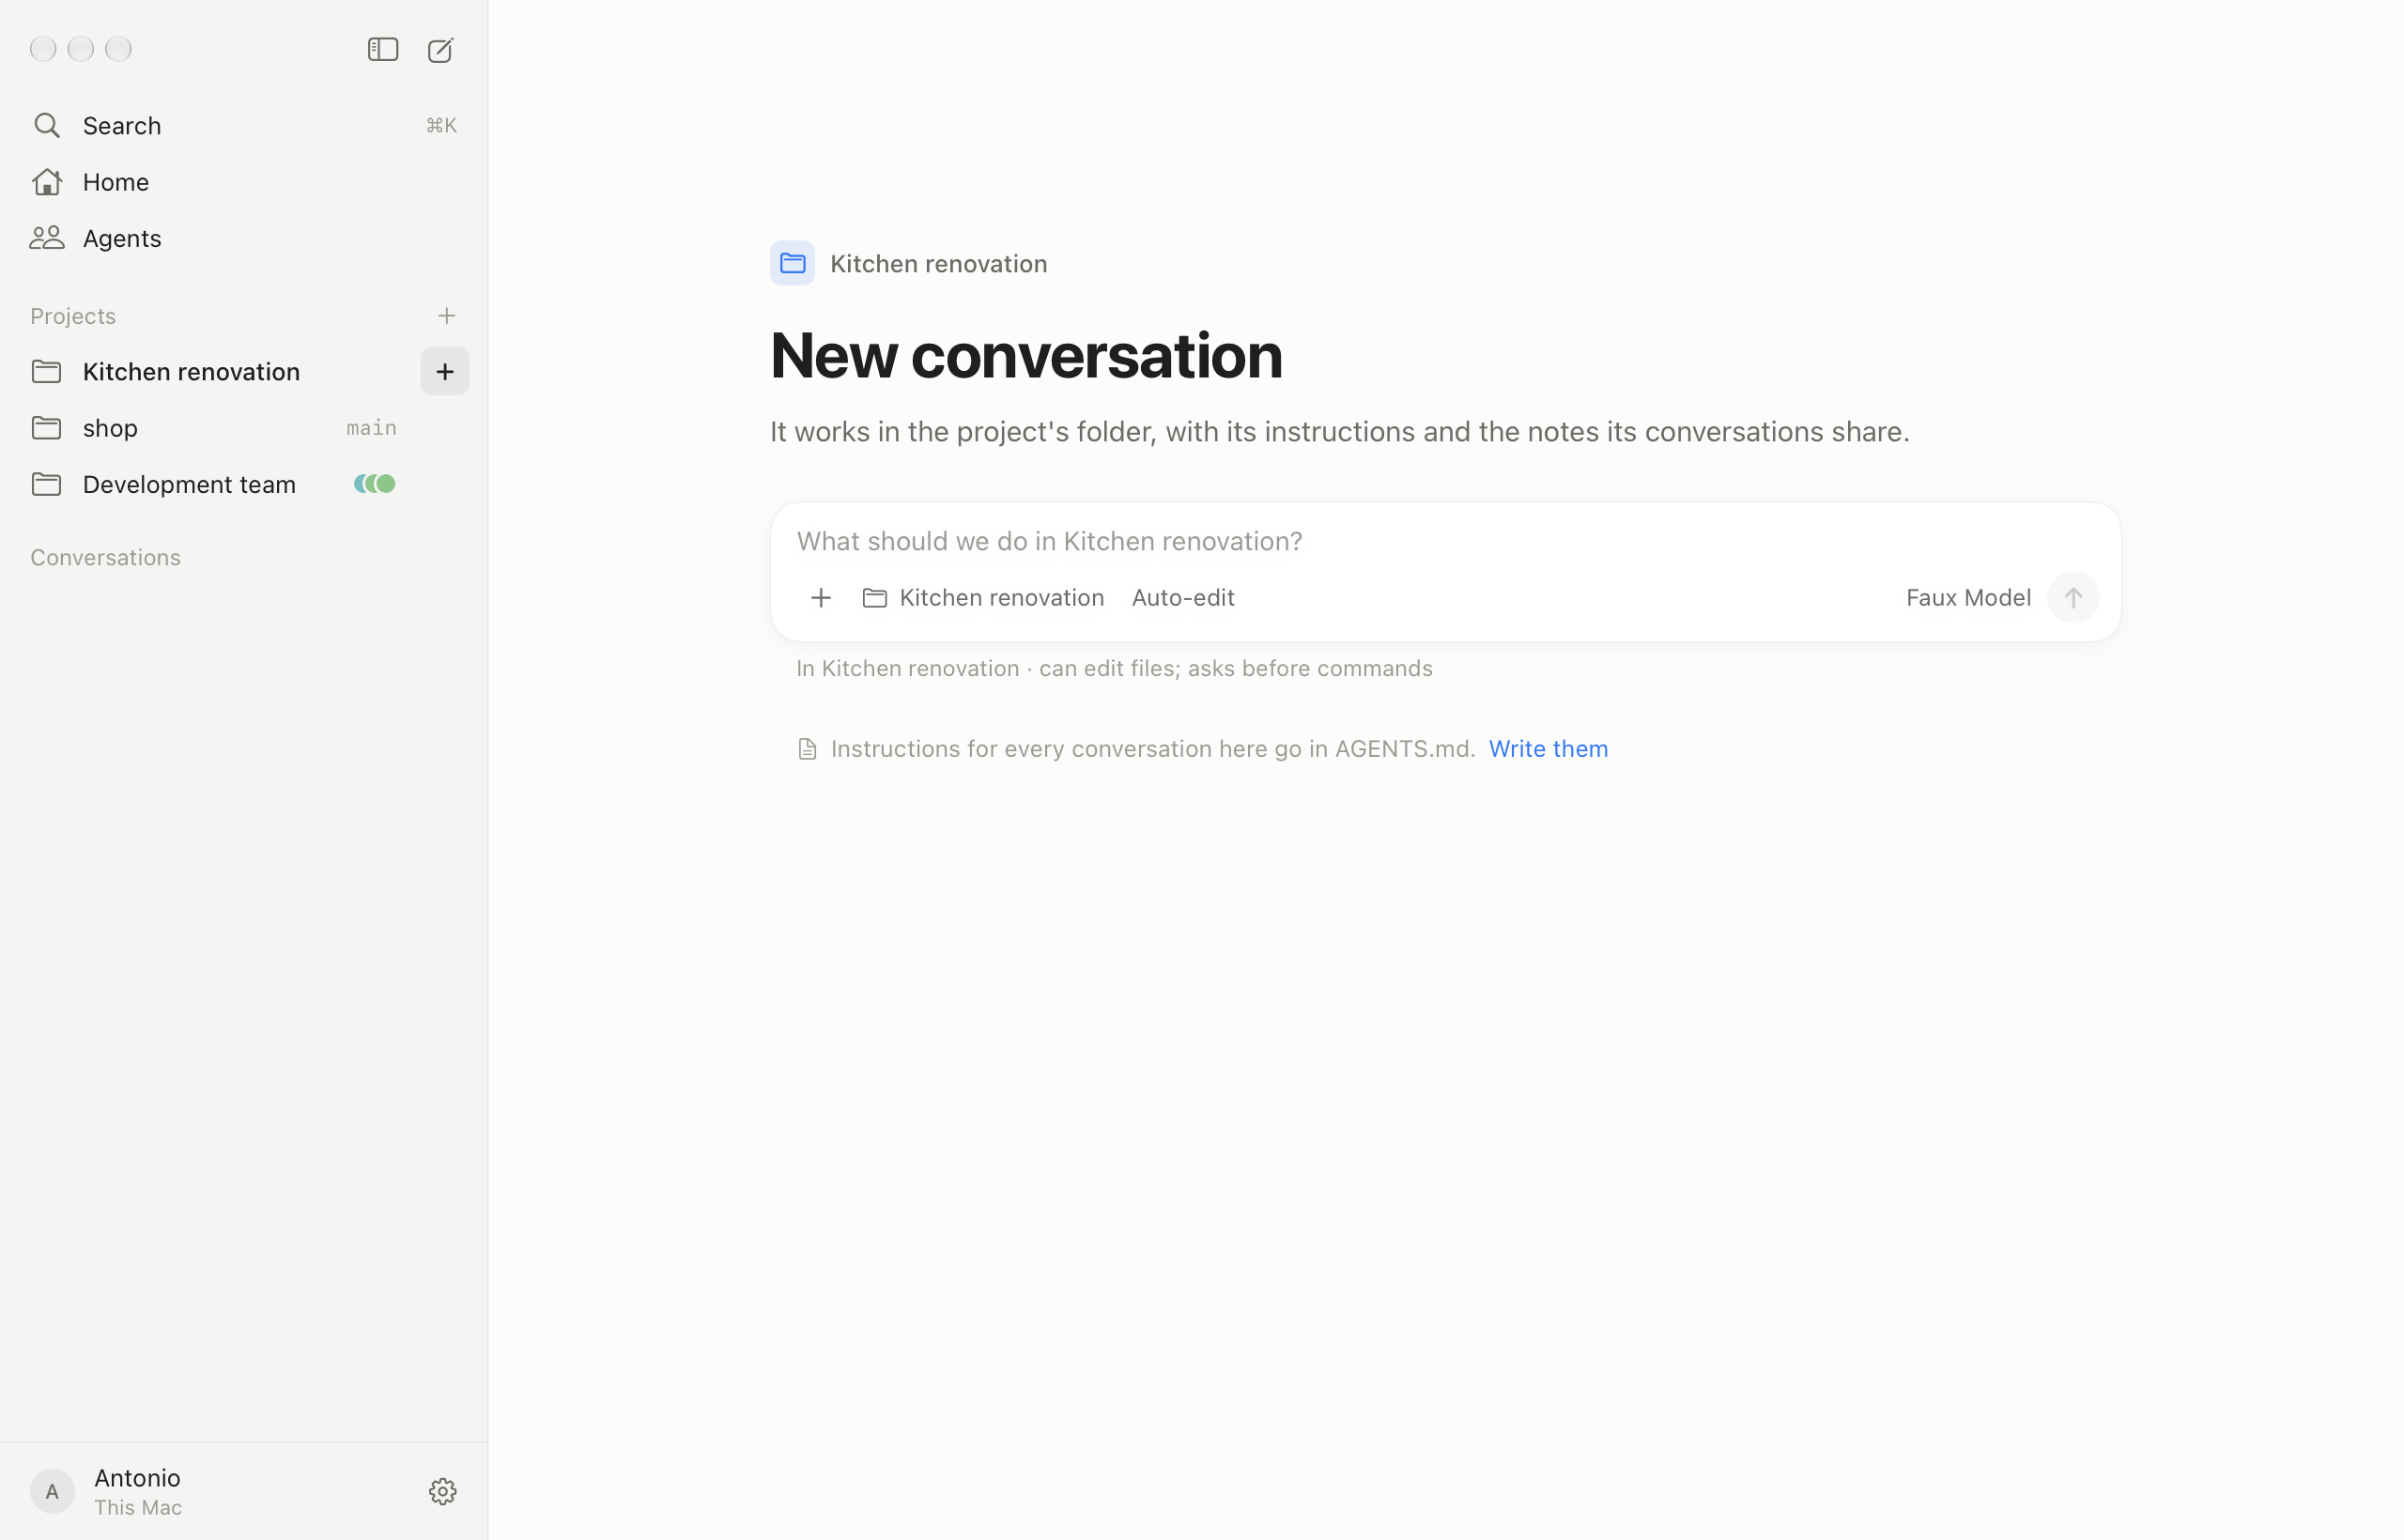 Search ⌘K
Home
Agents
Projects
Kitchen renovation
shop main
Development team
Conversations
A
Antonio
This Mac
Kitchen renovation
New conversation
It works in the project's folder, with its instructions and the notes its conversations share.
What should we do in Kitchen renovation?
Kitchen renovation Auto-edit Faux Model
In Kitchen renovation · can edit files; asks before commands
Instructions for every conversation here go in AGENTS.md. Write them